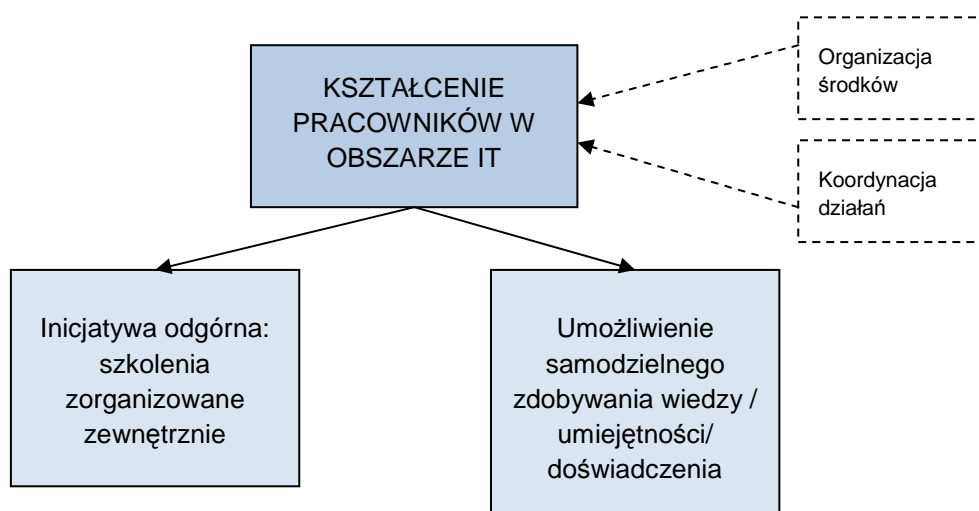 KSZTAŁCENIE
PRACOWNIKÓW W
OBSZARZE IT
Organizacja
środków
Koordynacja
działań
Inicjatywa odgórna:
szkolenia
zorganizowane
zewnętrznie
Umożliwienie
samodzielnego
zdobywania wiedzy /
umiejętności/
doświadczenia